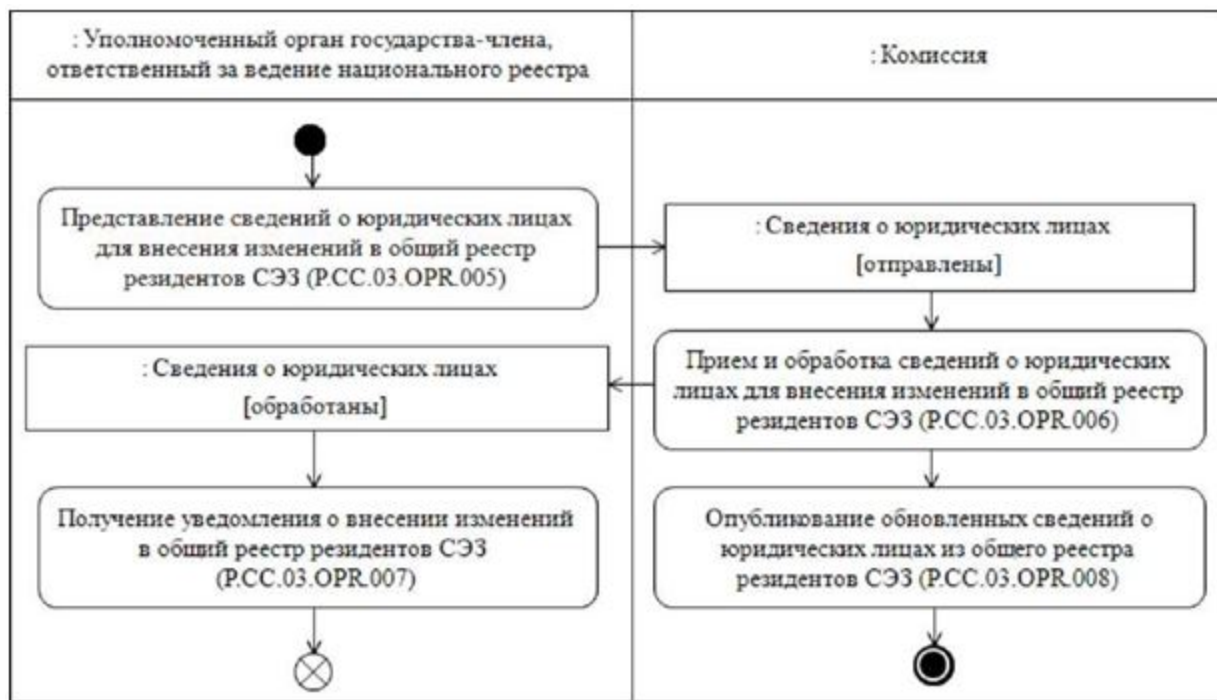 : Уполномоченный орган государства-члена,
ответственный за ведение национального реестра
: Комиссия
Представление сведений о юридических лицах
для внесения изменений в общий реестр
резидентов СЭЗ (P.CC.03.OPR.005)
: Сведения о юридических лицах
[отправлены]
: Сведения о юридических лицах
[обработаны]
Прием и обработка сведений о юридических
лицах для внесения изменений в общий реестр
резидентов СЭЗ (P.CC.03.OPR.006)
Получение уведомления о внесении изменений
в общий реестр резидентов СЭЗ
(P.CC.03.OPR.007)
Опубликование обновленных сведений о
юридических лицах из общего реестра
резидентов СЭЗ (P.CC.03.OPR.008)